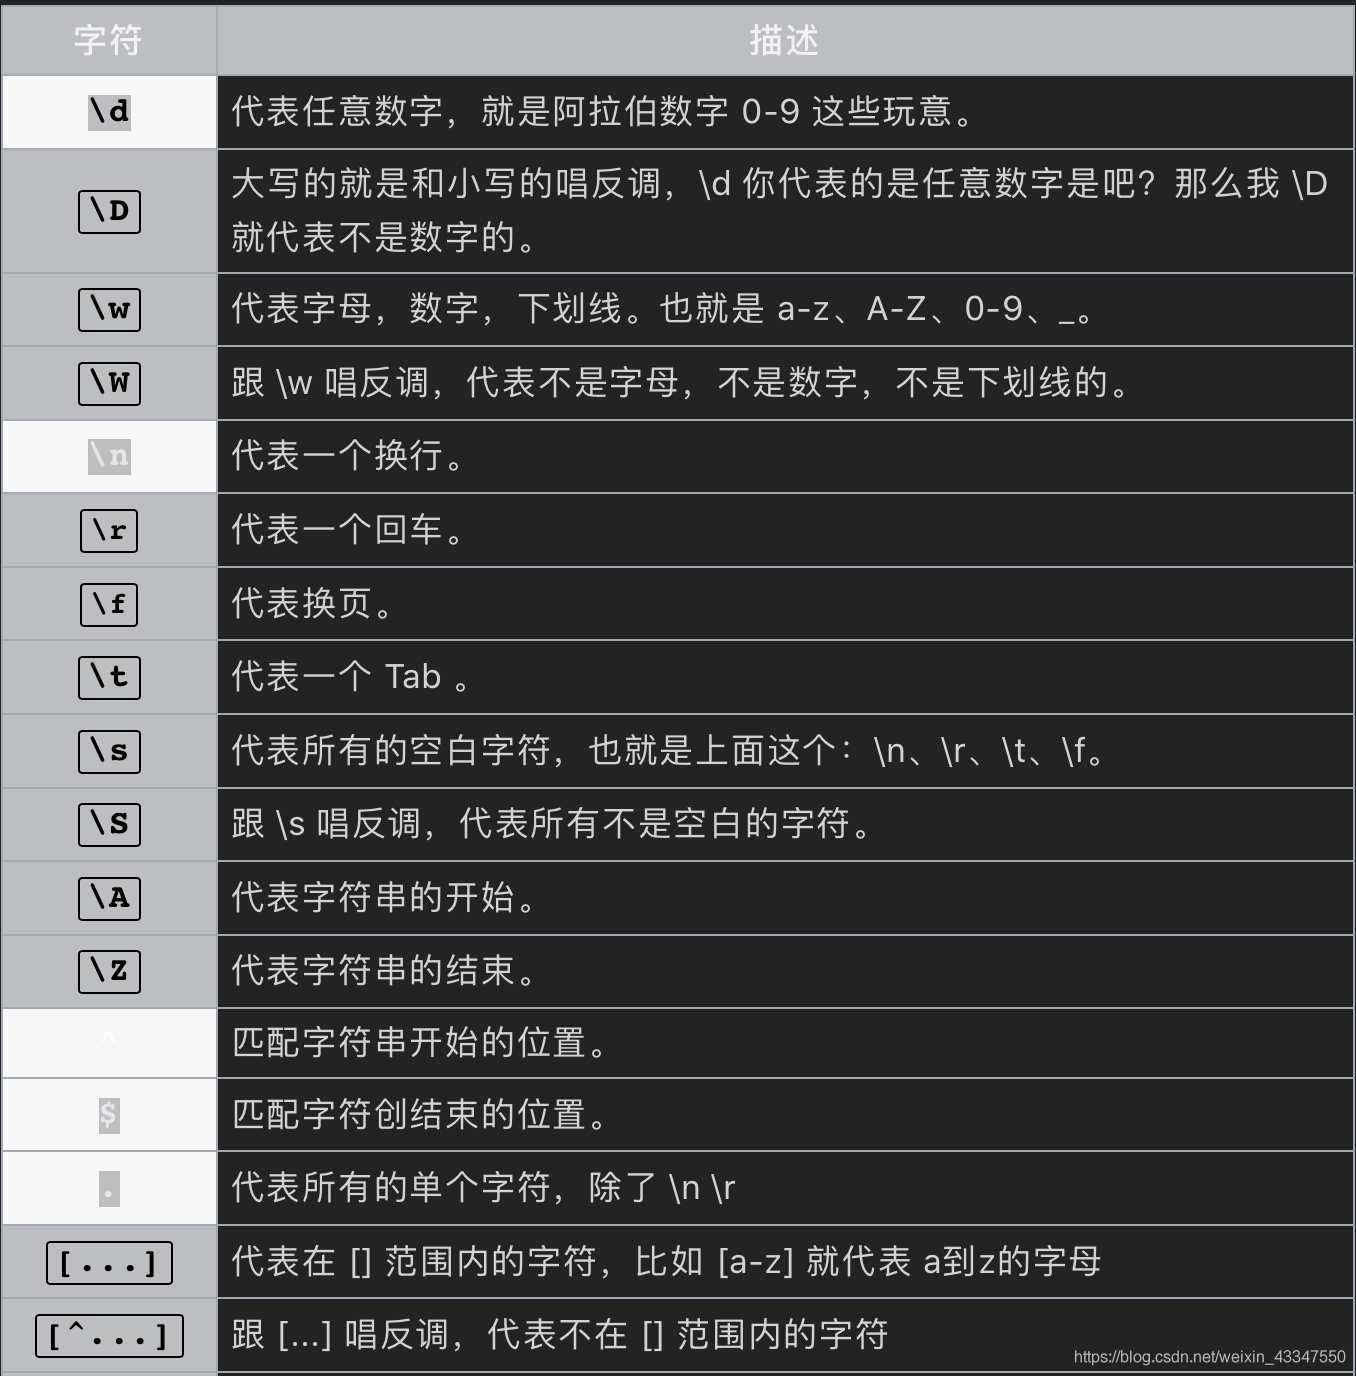 字符 描述
\d 代表任意数字，就是阿拉伯数字 0-9 这些玩意。
\D 大写的就是和小写的唱反调，\d 你代表的是任意数字是吧？那么我 \D
就代表不是数字的。
\w 代表字母，数字，下划线。也就是 a-z、A-Z、0-9、_。
\W 跟 \w 唱反调，代表不是字母，不是数字，不是下划线的。
\n 代表一个换行。
\r 代表一个回车。
\f 代表换页。
\t 代表一个 Tab 。
\s 代表所有的空白字符，也就是上面这个：\n、\r、\t、\f。
\S 跟 \s 唱反调，代表所有不是空白的字符。
\A 代表字符串的开始。
\Z 代表字符串的结束。
^ 匹配字符串开始的位置。
$ 匹配字符创结束的位置。
. 代表所有的单个字符，除了 \n \r
[...] 代表在 [] 范围内的字符，比如 [a-z] 就代表 a到z的字母
[^...] 跟 [...] 唱反调，代表不在 [] 范围内的字符
https://blog.csdn.net/weixin_43347550